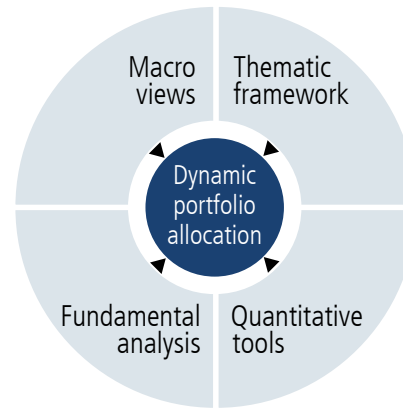 Macro
views
Thematic
framework
Dynamic
portfolio
allocation
Fundamental
analysis
Quantitative
tools